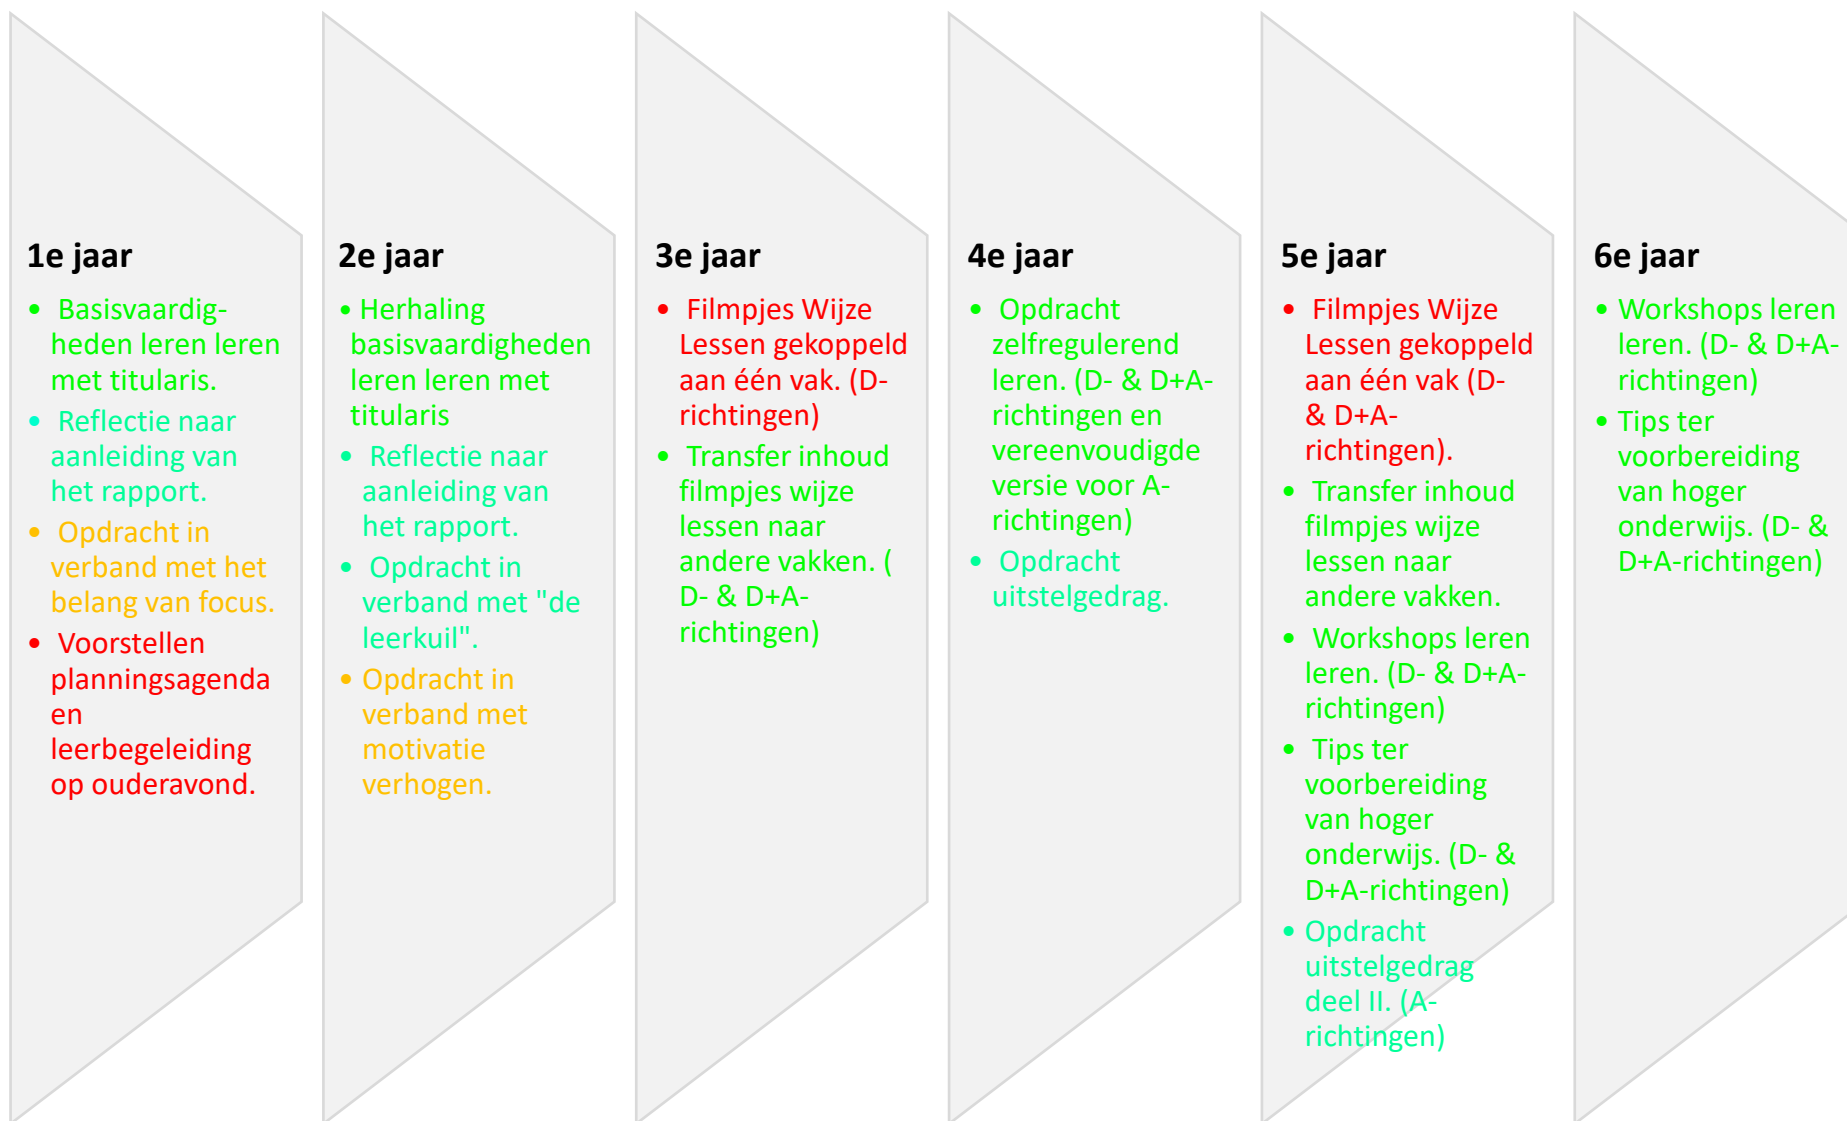 1e jaar
• Basisvaardig-
heden leren leren
met titularis.
• Reflectie naar
aanleiding van
het rapport.
• Opdracht in
verband met het
belang van focus.
• Voorstellen
planningsagenda
en
leerbegeleiding
op ouderavond.
2e jaar
• Herhaling
basisvaardigheden
leren leren met
titularis
• Reflectie naar
aanleiding van
het rapport.
• Opdracht in
verband met "de
leerkuil".
• Opdracht in
verband met
motivatie
verhogen.
3e jaar
• Filmpjes Wijze
Lessen gekoppeld
aan één vak. (D-
richtingen)
• Transfer inhoud
filmpjes wijze
lessen naar
andere vakken. (
D- & D+A-
richtingen)
4e jaar
• Opdracht
zelfregulerend
leren. (D- & D+A-
richtingen en
vereenvoudigde
versie voor A-
richtingen)
• Opdracht
uitstelgedrag.
5e jaar
• Filmpjes Wijze
Lessen gekoppeld
aan één vak (D-
& D+A-
richtingen).
• Transfer inhoud
filmpjes wijze
lessen naar
andere vakken.
• Workshops leren
leren. (D- & D+A-
richtingen)
• Tips ter
voorbereiding
van hoger
onderwijs. (D- &
D+A-richtingen)
• Opdracht
uitstelgedrag
deel II. (A-
richtingen)
6e jaar
• Workshops leren
leren. (D- & D+A-
richtingen)
• Tips ter
voorbereiding
van hoger
onderwijs. (D- &
D+A-richtingen)